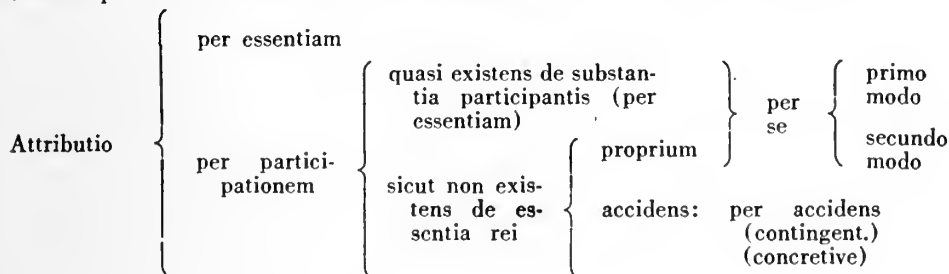 per essentiam
quasi existens de substan-
tia participantis (per
essentiam)
per
se
primo
modo
secundo
modo
Attributio
per partici-
pationem
proprium
sicut non exis-
tens de es-
scntia rei
accidens: per accidens
(contingent.)
(concretive)